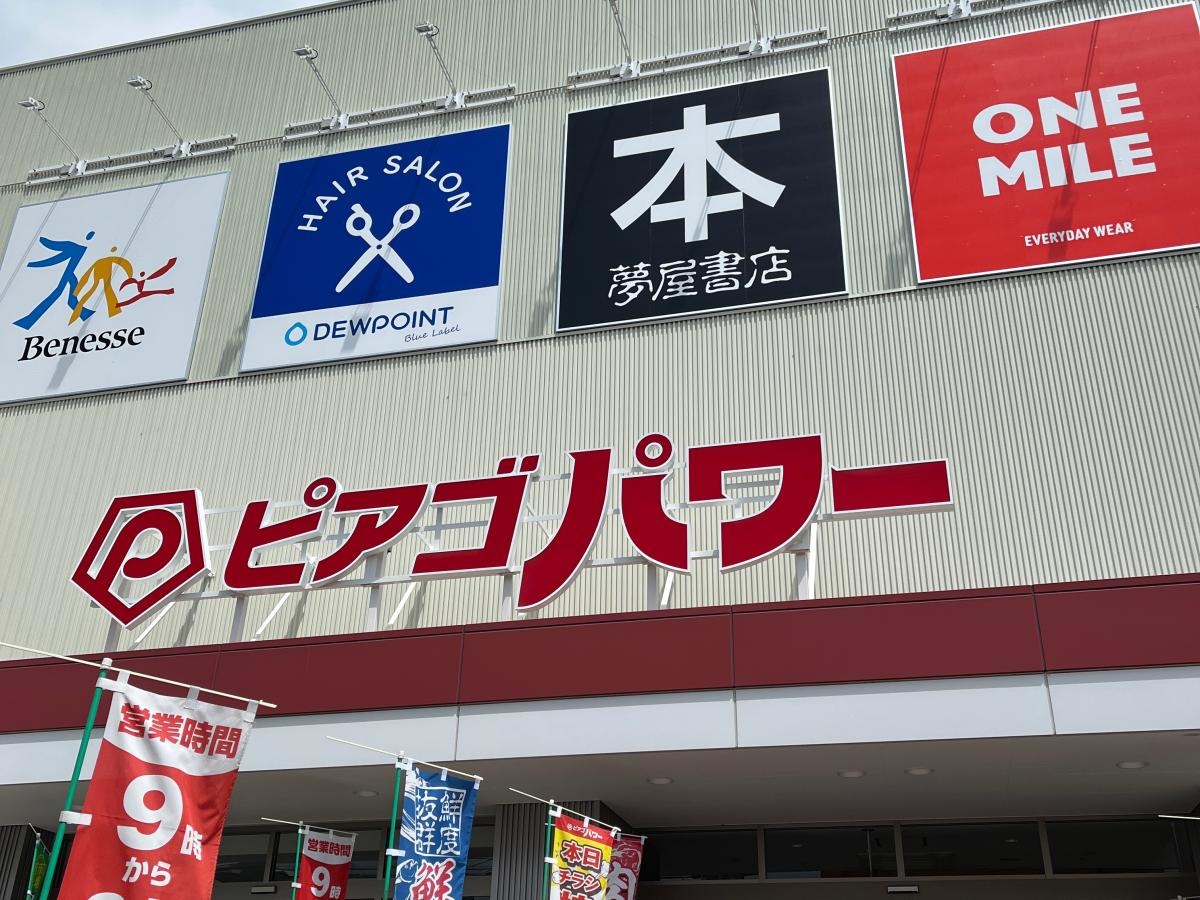 Benesse
HAIR SALON
DEWPOINT
Blue Label
本
夢屋書店
ONE
MILE
EVERYDAY WEAR
ピアゴパワー
営業時間
9時
から
営業時間
9時
鮮度
抜群
鮮
ピアゴパワー
本日
チラシ